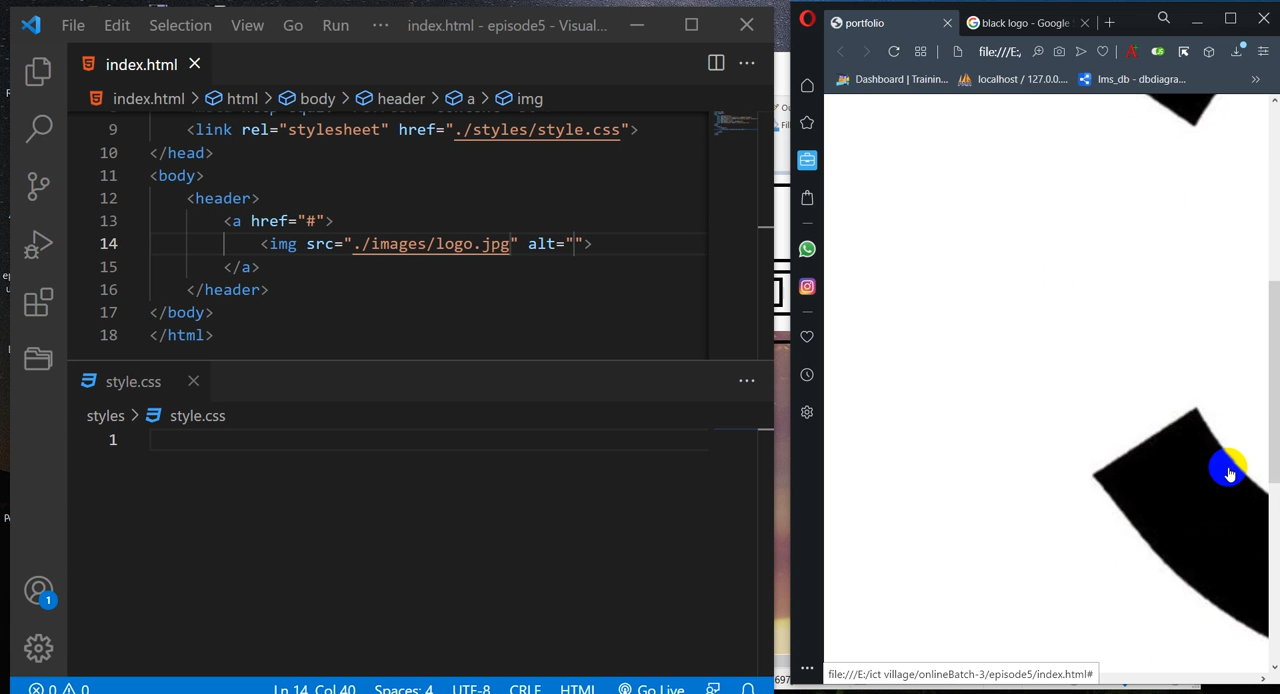 File Edit Selection View Go Run ··· index.html - episode5 - Visual...
index.html
index.html > html > body > header > a > img
9 <link rel="stylesheet" href="./styles/style.css">
10 </head>
11 <body>
12 <header>
13 <a href="#">
14 <img src="./images/logo.jpg" alt="">
15 </a>
16 </header>
17 </body>
18 </html>
style.css
styles > style.css
1
1
0 0 Ln 14, Col 40 Spaces: 4 UTF-8 CRLF HTML Go Live
portfolio
black logo - Google
file:///E:/
Dashboard | Trainin... localhost / 127.0.0.... lms_db - dbdiagra... »
file:///E:/ict village/onlineBatch-3/episode5/index.html#